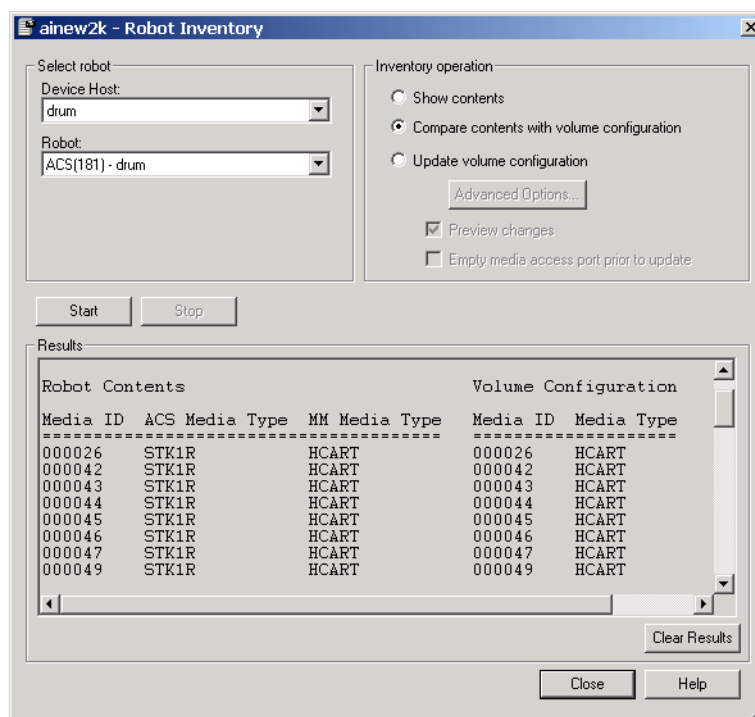 ainew2k - Robot Inventory
Select robot
Device Host:
drum
Robot:
ACS(181) - drum
Inventory operation
Show contents
Compare contents with volume configuration
Update volume configuration
Advanced Options...
Preview changes
Empty media access port prior to update
Start Stop
Results
Robot Contents Volume Configuration
Media ID ACS Media Type MM Media Type Media ID Media Type
======================================= ====================
000026 STK1R HCART 000026 HCART
000042 STK1R HCART 000042 HCART
000043 STK1R HCART 000043 HCART
000044 STK1R HCART 000044 HCART
000045 STK1R HCART 000045 HCART
000046 STK1R HCART 000046 HCART
000047 STK1R HCART 000047 HCART
000049 STK1R HCART 000049 HCART
Clear Results
Close Help